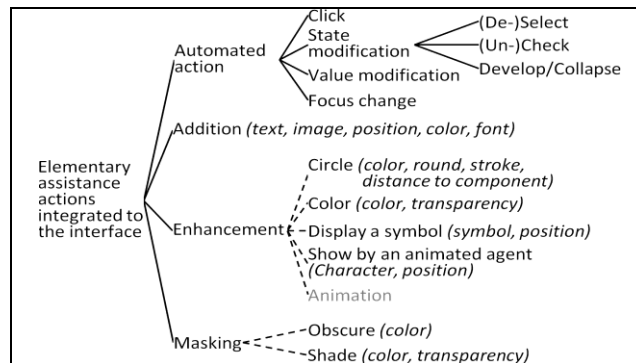 Elementary
assistance
actions
integrated to
the interface
Automated
action
Click
State
modification
(De-)Select
(Un-)Check
Develop/Collapse
Value modification
Focus change
Addition (text, image, position, color, font)
Enhancement
Circle (color, round, stroke,
distance to component)
Color (color, transparency)
Display a symbol (symbol, position)
Show by an animated agent
(Character, position)
Animation
Masking
Obscure (color)
Shade (color, transparency)